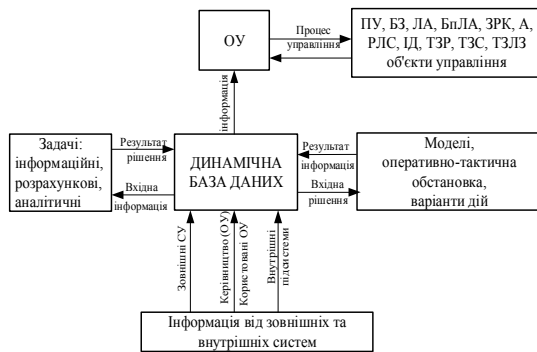 ОУ
Процес
управління
ПУ, БЗ, ЛА, БпЛА, ЗРК, А,
РЛС, ІД, ТЗР, ТЗС, ТЗЛЗ
об'єкти управління
інформація
Задачі:
інформаційні,
розрахункові,
аналітичні
Результат
рішення
Вхідна
інформація
ДИНАМІЧНА
БАЗА ДАНИХ
Результат
інформація
Вхідна
рішення
Моделі,
оперативно-тактична
обстановка,
варіанти дій
Зовнішні СУ
Керівництво (ОУ)
Користовані ОУ
Внутрішні
підсистеми
Інформація від зовнішніх та
внутрішніх систем